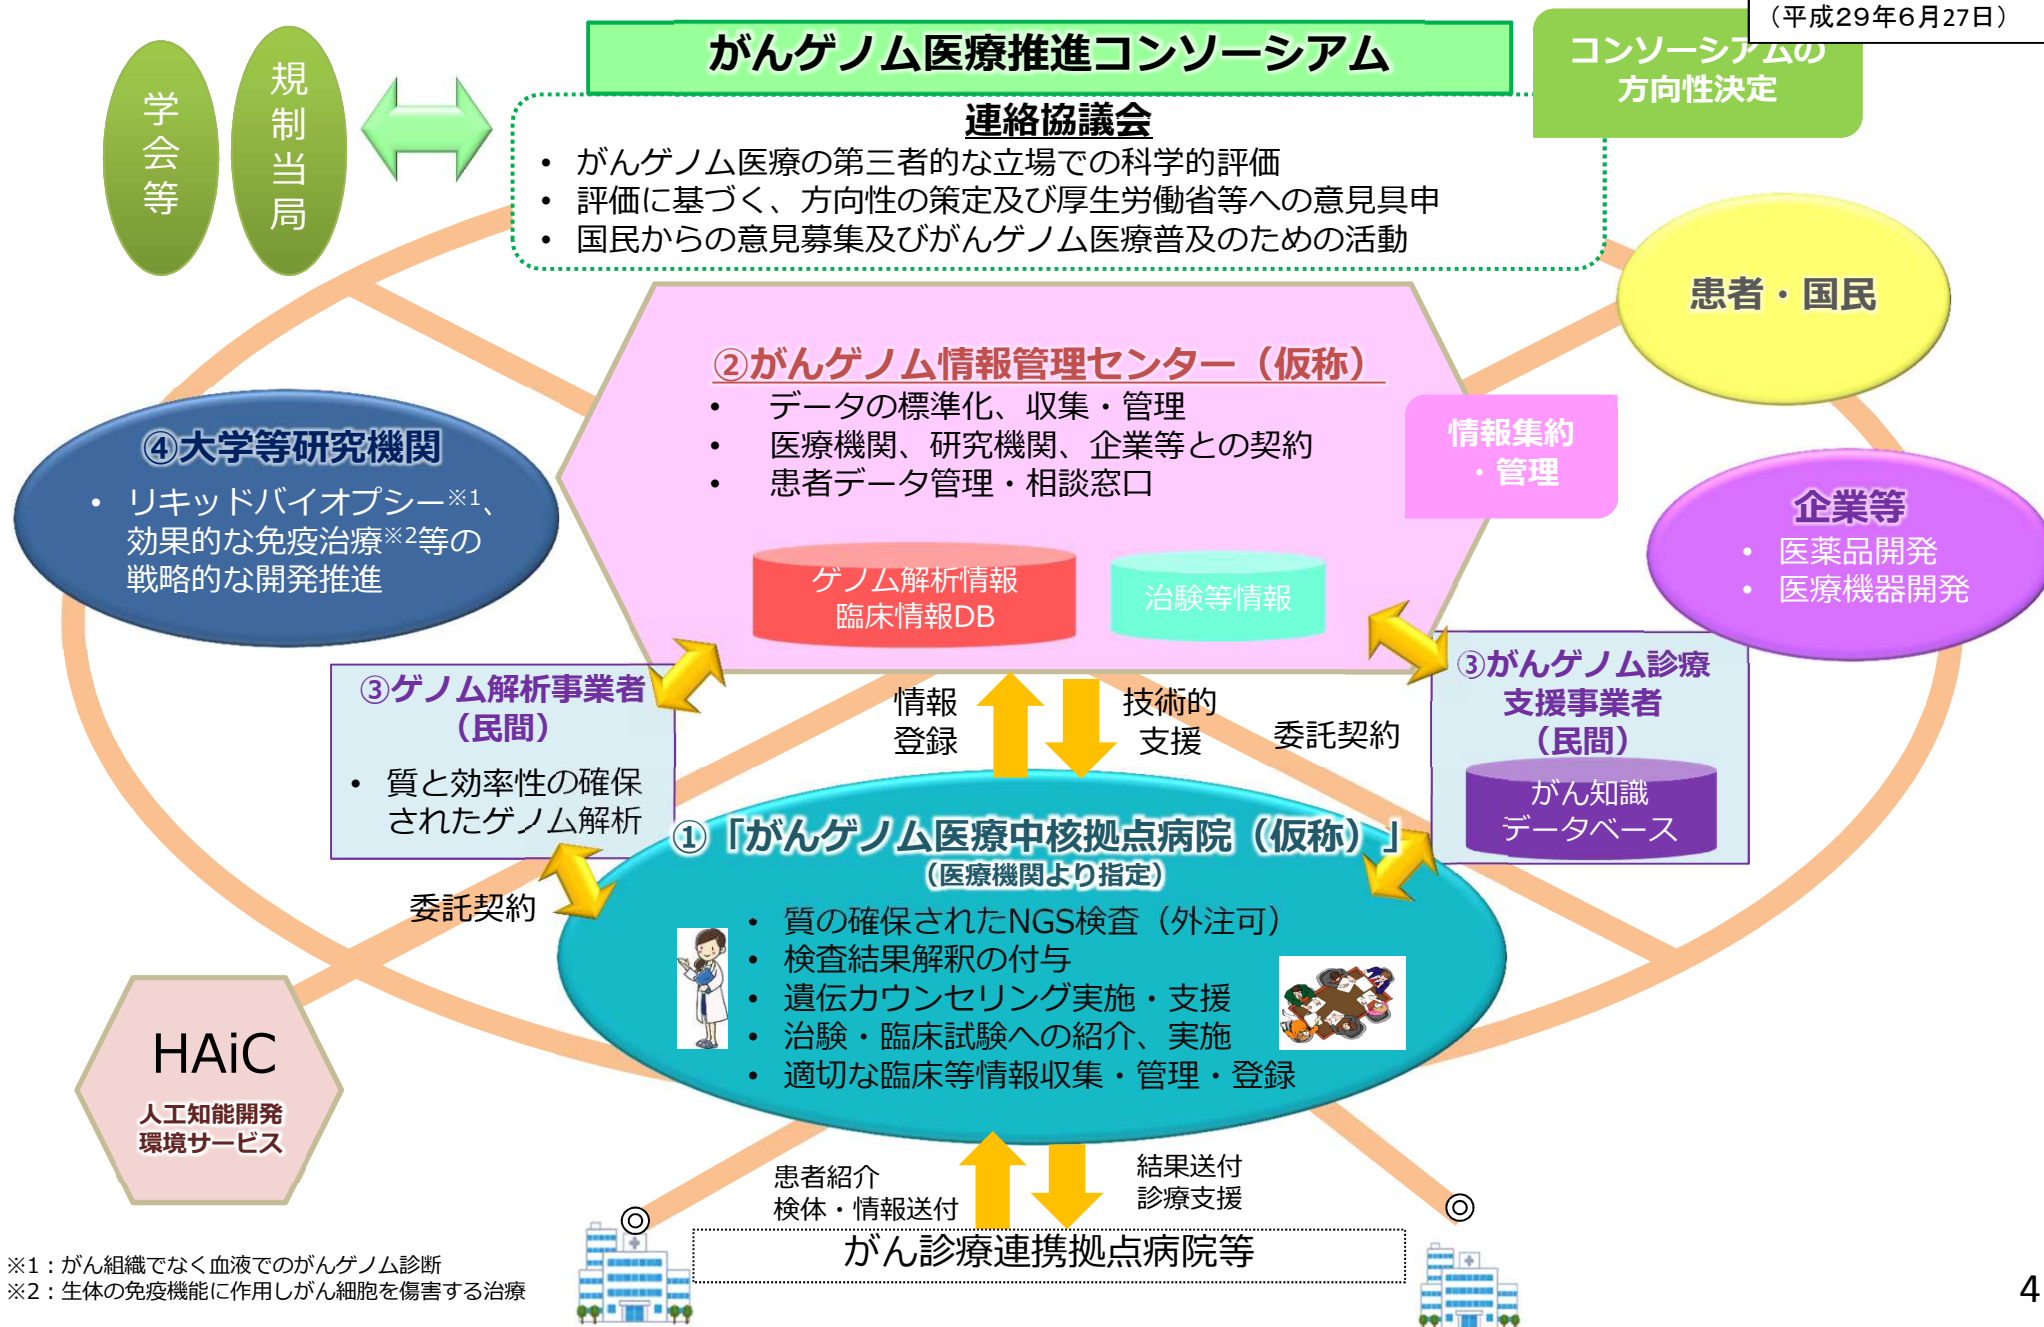 （平成29年6月27日）
がんゲノム医療推進コンソーシアム
コンソーシアムの
方向性決定
学会等
規制当局
連絡協議会
• がんゲノム医療の第三者的な立場での科学的評価
• 評価に基づく、方向性の策定及び厚生労働省等への意見具申
• 国民からの意見募集及びがんゲノム医療普及のための活動
患者・国民
②がんゲノム情報管理センター（仮称）
• データの標準化、収集・管理
• 医療機関、研究機関、企業等との契約
• 患者データ管理・相談窓口
情報集約
・管理
ゲノム解析情報
臨床情報DB
治験等情報
④大学等研究機関
• リキッドバイオプシー※1、
効果的な免疫治療※2等の
戦略的な開発推進
企業等
• 医薬品開発
• 医療機器開発
③ゲノム解析事業者
（民間）
• 質と効率性の確保
されたゲノム解析
情報
登録
技術的
支援
委託契約
③がんゲノム診療
支援事業者
（民間）
がん知識
データベース
委託契約
①「がんゲノム医療中核拠点病院（仮称）」
（医療機関より指定）
• 質の確保されたNGS検査（外注可）
• 検査結果解釈の付与
• 遺伝カウンセリング実施・支援
• 治験・臨床試験への紹介、実施
• 適切な臨床等情報収集・管理・登録
HAiC
人工知能開発
環境サービス
患者紹介
検体・情報送付
結果送付
診療支援
◎
◎
がん診療連携拠点病院等
※1：がん組織でなく血液でのがんゲノム診断
※2：生体の免疫機能に作用しがん細胞を傷害する治療
4